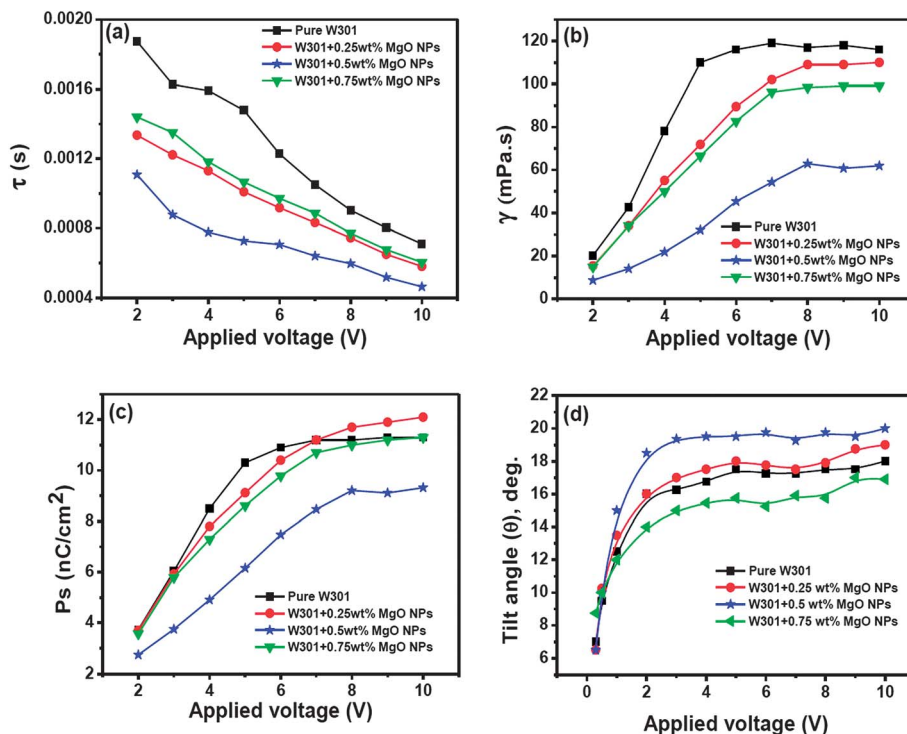 (a)
Pure W301
W301+0.25wt% MgO NPs
W301+0.5wt% MgO NPs
W301+0.75wt% MgO NPs
0.0020
0.0016
0.0012
0.0008
0.0004
τ (s)
2 4 6 8 10
Applied voltage (V)
(b)
120
100
80
60
40
20
0
γ (mPa.s)
Pure W301
W301+0.25wt% MgO NPs
W301+0.5wt% MgO NPs
W301+0.75wt% MgO NPs
2 4 6 8 10
Applied voltage (V)
(c)
12
10
8
6
4
2
Ps (nC/cm²)
Pure W301
W301+0.25wt% MgO NPs
W301+0.5wt% MgO NPs
W301+0.75wt% MgO NPs
2 4 6 8 10
Applied voltage (V)
(d)
22
20
18
16
14
12
10
8
6
Tilt angle (θ), deg.
Pure W301
W301+0.25 wt% MgO NPs
W301+0.5 wt% MgO NPs
W301+0.75 wt% MgO NPs
0 2 4 6 8 10
Applied voltage (V)